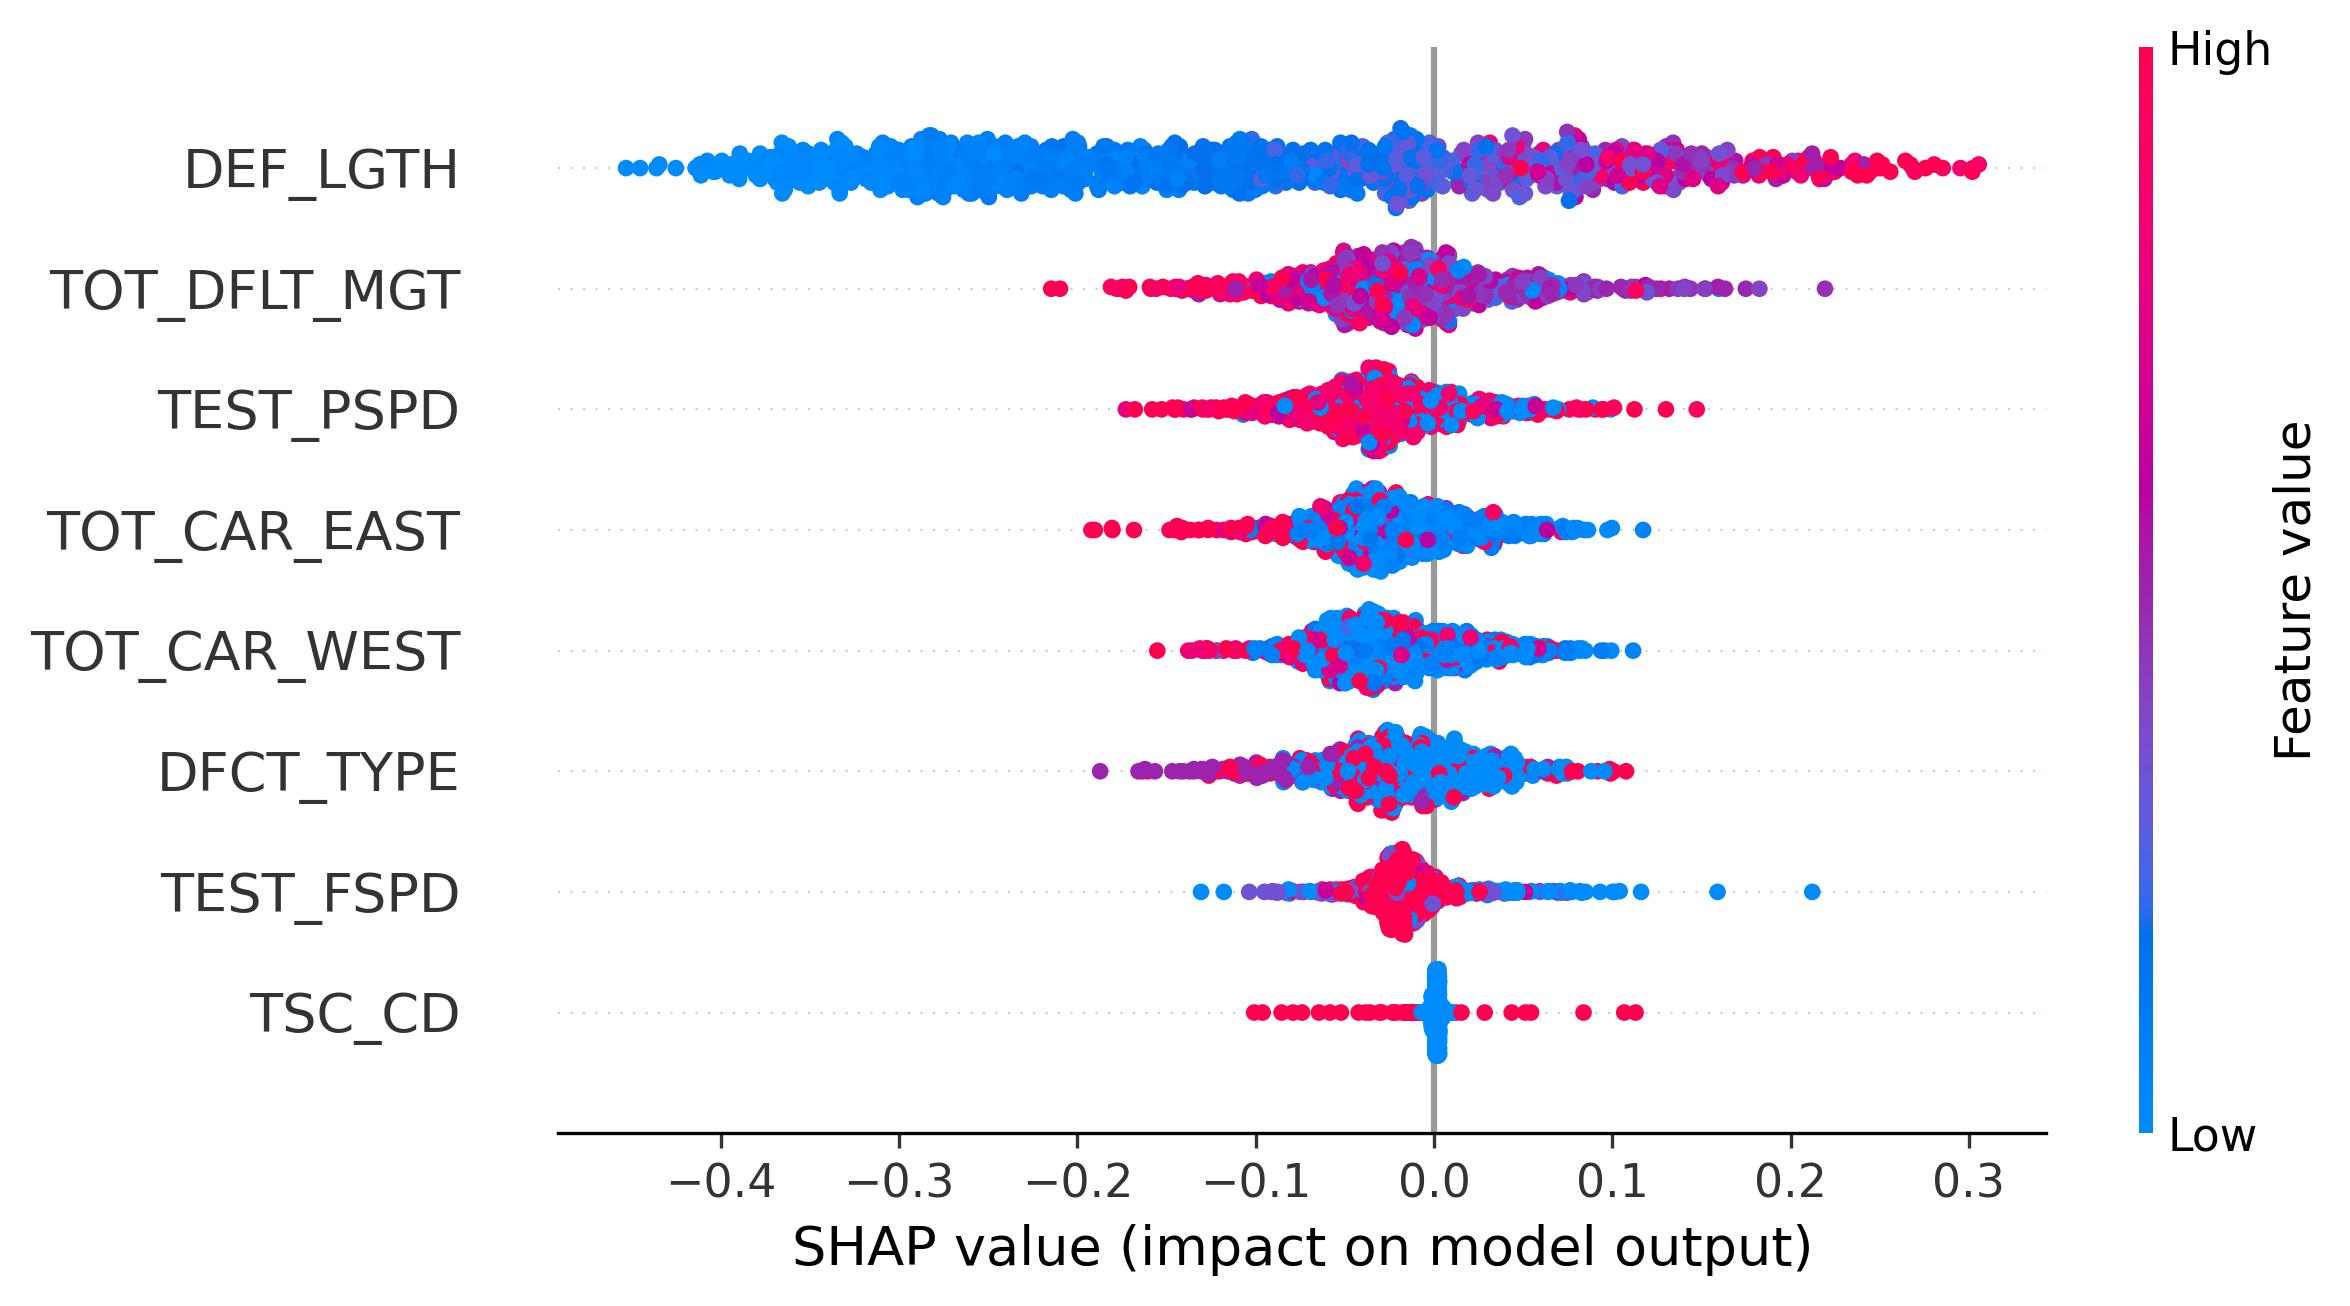 High
DEF_LGTH
TOT_DFLT_MGT
TEST_PSPD
TOT_CAR_EAST
TOT_CAR_WEST
DFCT_TYPE
TEST_FSPD
TSC_CD
Feature value
Low
−0.4 −0.3 −0.2 −0.1 0.0 0.1 0.2 0.3
SHAP value (impact on model output)